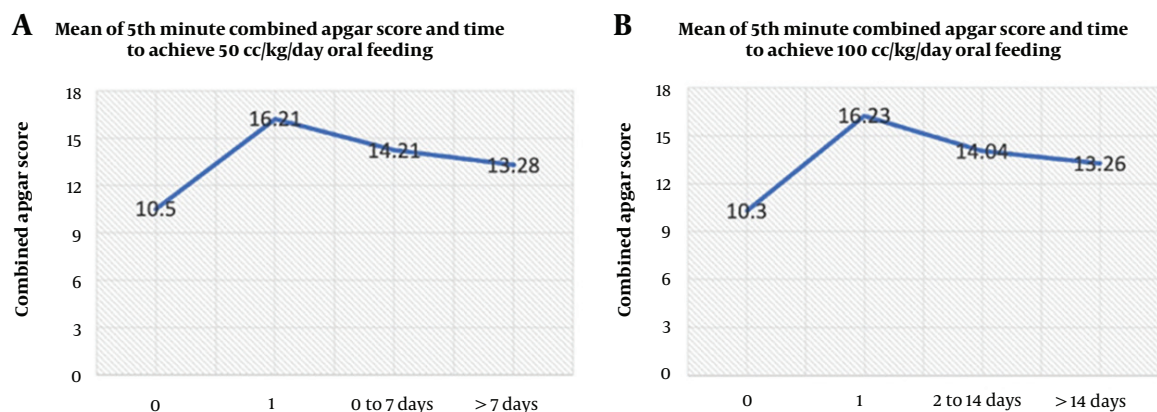 A Mean of 5th minute combined apgar score and time
to achieve 50 cc/kg/day oral feeding
Combined apgar score
18
15
12
9
6
3
0
10.5
16.21
14.21
13.28
0 1 0 to 7 days > 7 days
B Mean of 5th minute combined apgar score and time
to achieve 100 cc/kg/day oral feeding
Combined apgar score
18
15
12
9
6
3
0
10.3
16.23
14.04
13.26
0 1 2 to 14 days > 14 days